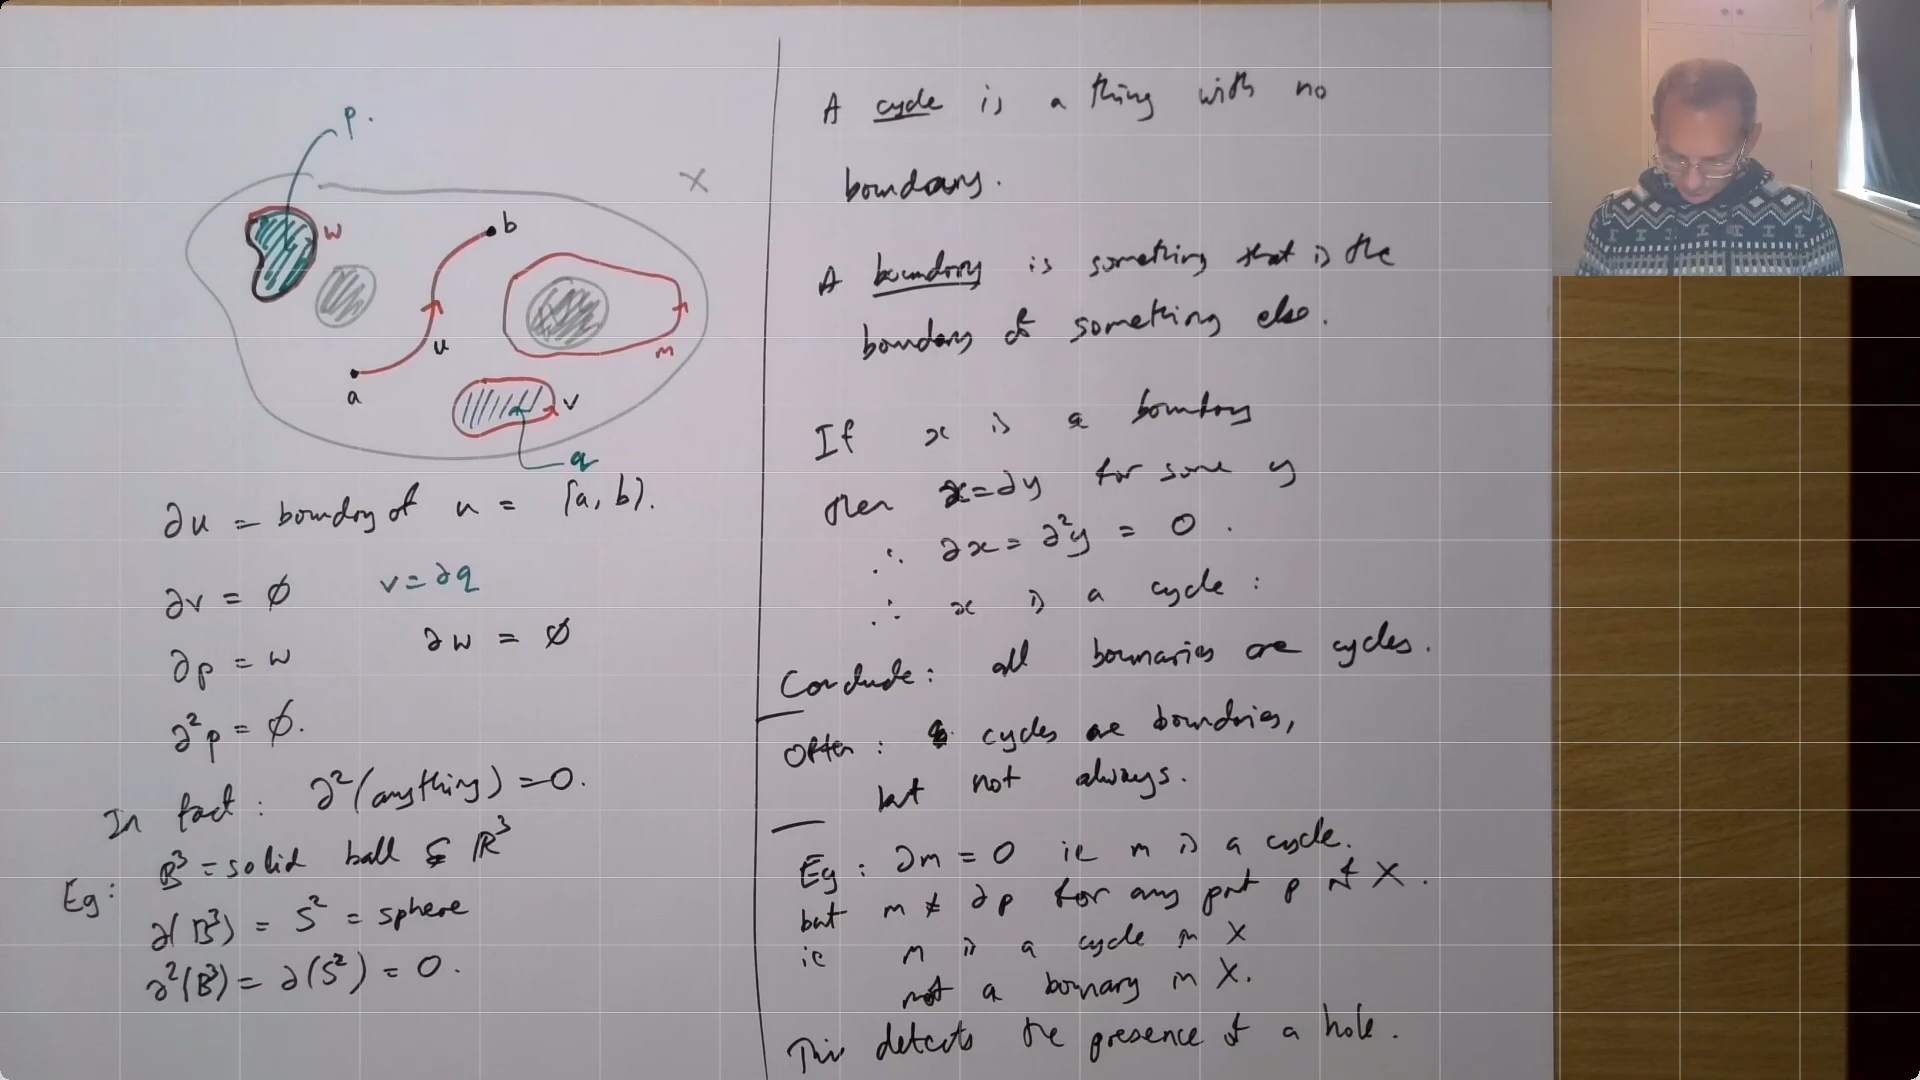 p.
X
w
b
u
m
a
v
q
∂u = boundry of u = {a, b}.
∂v = ∅ v = ∂q
∂w = ∅
∂p = w
∂²p = ∅.
In fact: ∂²(anything) = 0.
Eg: B³ = solid ball ⊆ ℝ³
∂(B³) = S² = sphere
∂²(B³) = ∂(S²) = 0.
A cycle is a thing with no
boundary.
A boundary is something that is the
boundary of something else.
If x is a boundary
then x = ∂y for some y
∴ ∂x = ∂²y = 0.
∴ x is a cycle:
Conclude: all bounaries are cycles.
Often: cycles are boundries,
but not always.
Eg: ∂m = 0 ie m is a cycle.
but m ≠ ∂p for any part p of X.
ie m is a cycle in X
not a bounary in X.
This detects the presence of a hole.